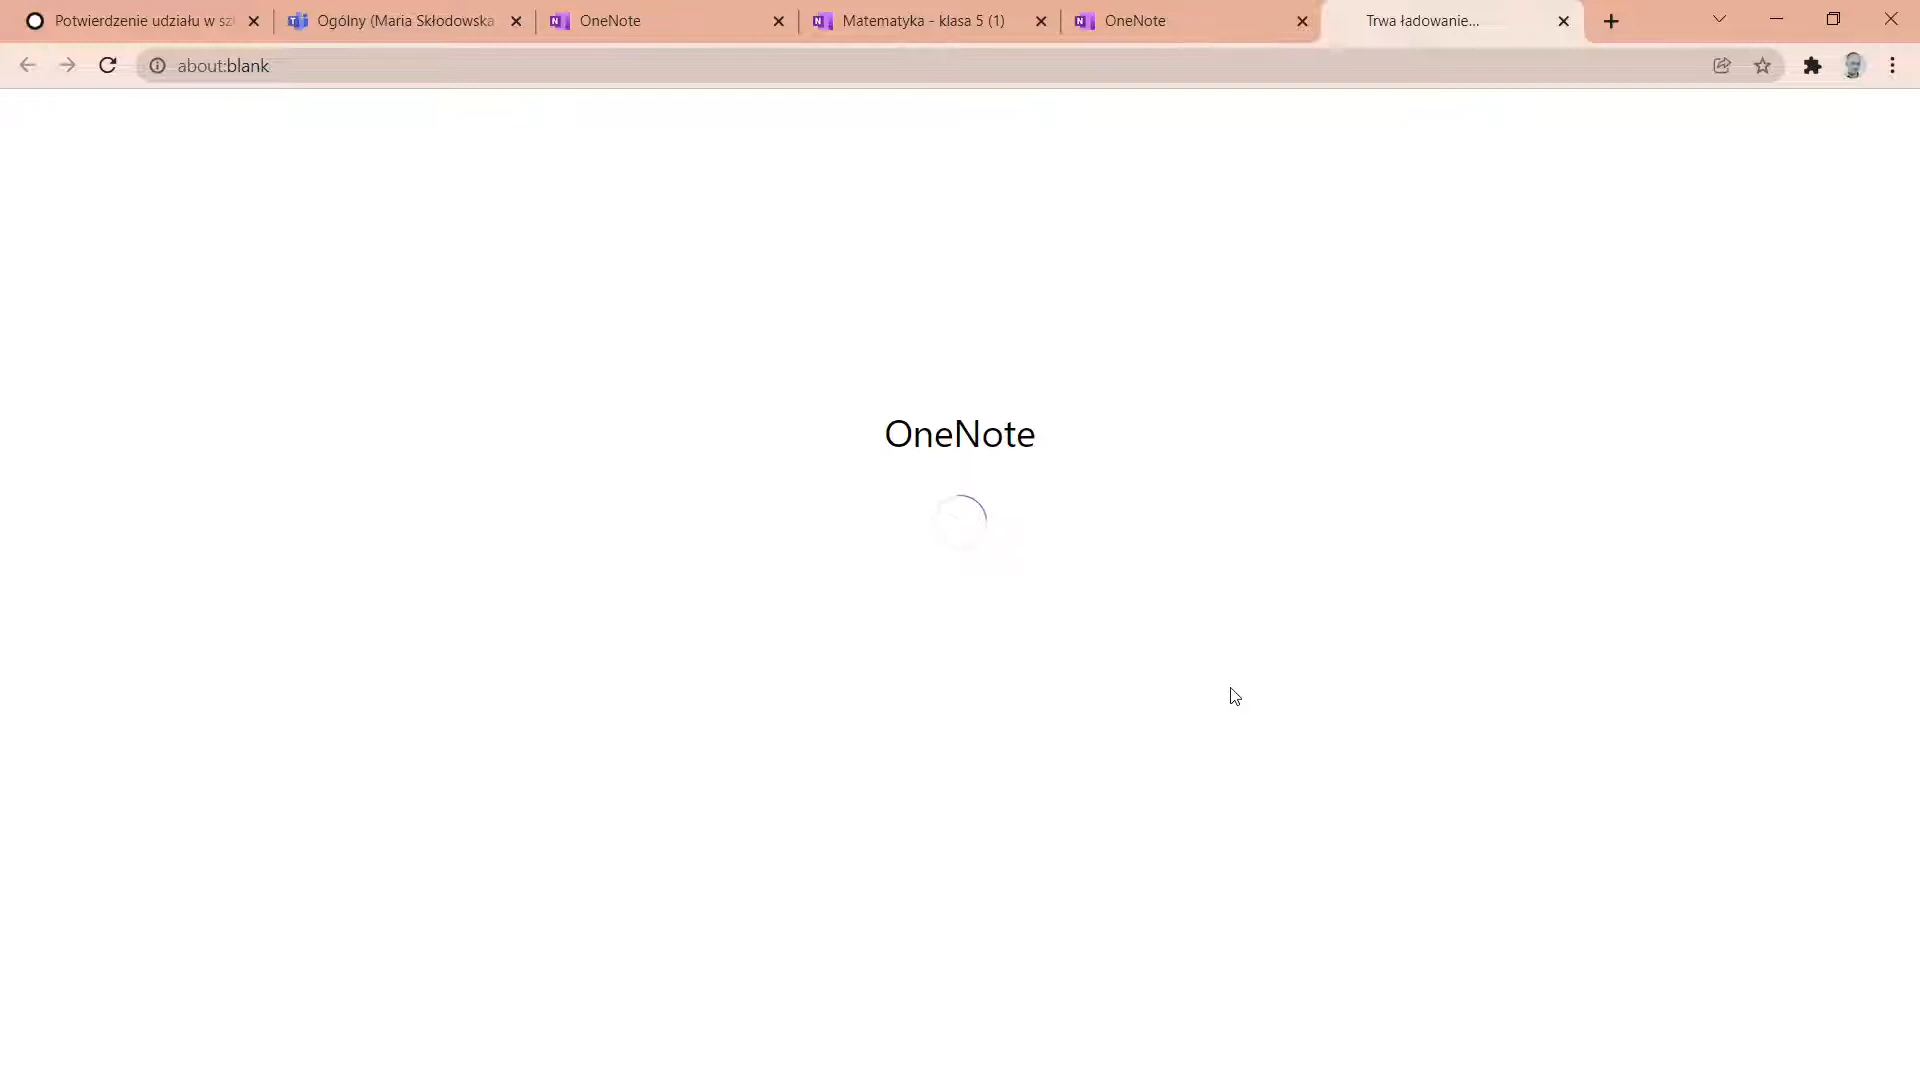 Potwierdzenie udziału w sz
Ogólny (Maria Skłodowska
OneNote
Matematyka - klasa 5 (1)
OneNote
Trwa ładowanie...
about:blank
OneNote